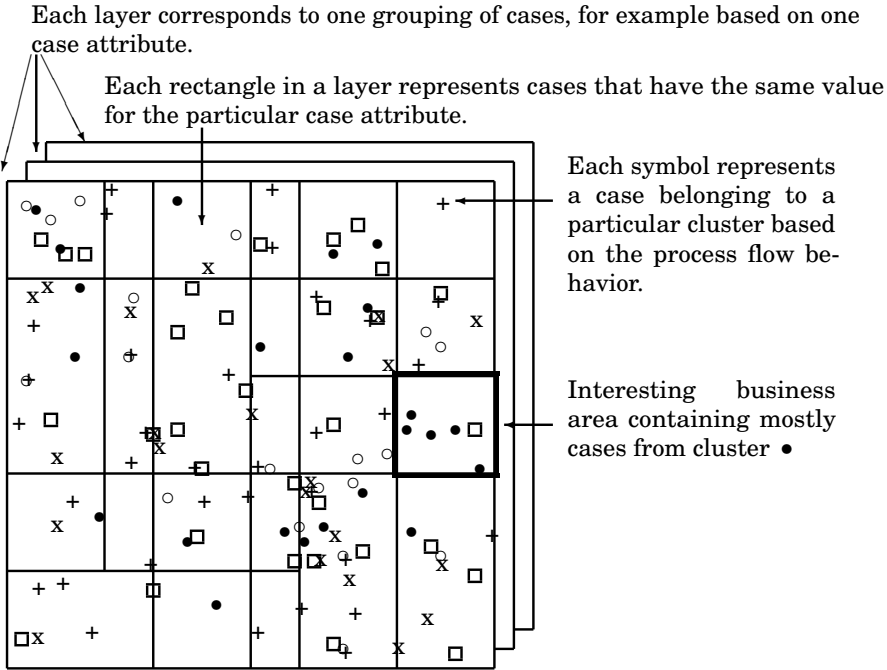 Each layer corresponds to one grouping of cases, for example based on one
case attribute.
Each rectangle in a layer represents cases that have the same value
for the particular case attribute.
Each symbol represents
a case belonging to a
particular cluster based
on the process flow be-
havior.
Interesting business
area containing mostly
cases from cluster ●